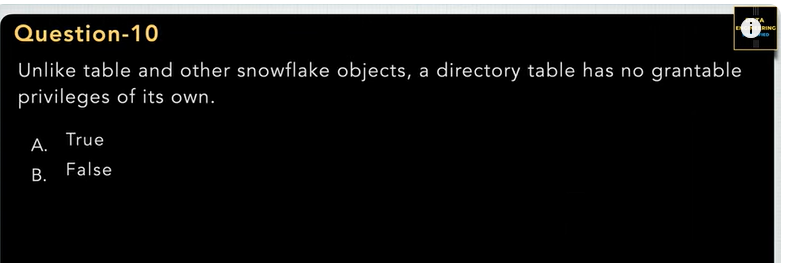 Question-10
Unlike table and other snowflake objects, a directory table has no grantable
privileges of its own.
A. True
B. False